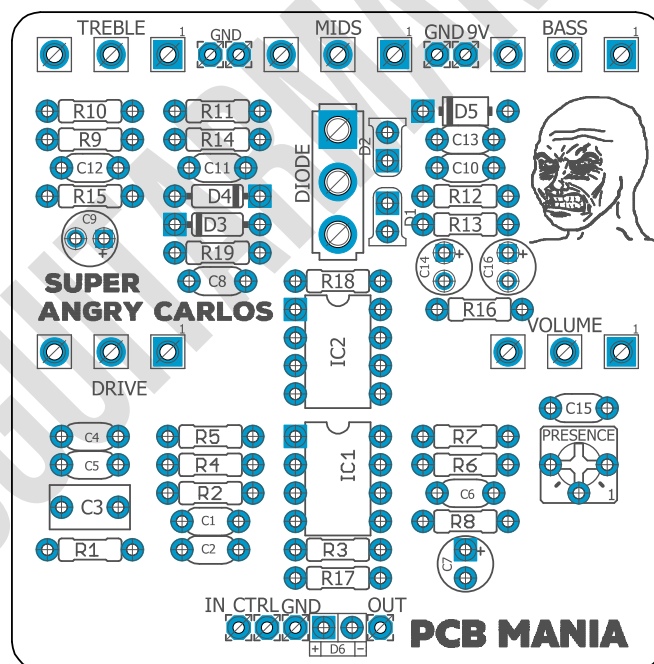 TREBLE 1 GND MIDS 1 GND 9V BASS 1
R10 R11 D5
R9 R14 D2 C13
C12 C11 C10
R15 D4 DIODE R12
C9 + D3 D1 R13
R19 C14 + C16 +
SUPER C8 R18
ANGRY CARLOS R16
1 VOLUME 1
IC2
DRIVE
C15
C4 R5 R7 PRESENCE
C5 R4 IC1 R6
R2 C6 1
C3 C1 R8
R1 C2 R3 C7 +
R17
IN CTRL GND OUT
+ D6 -
PCB MANIA
GUITARMANIA